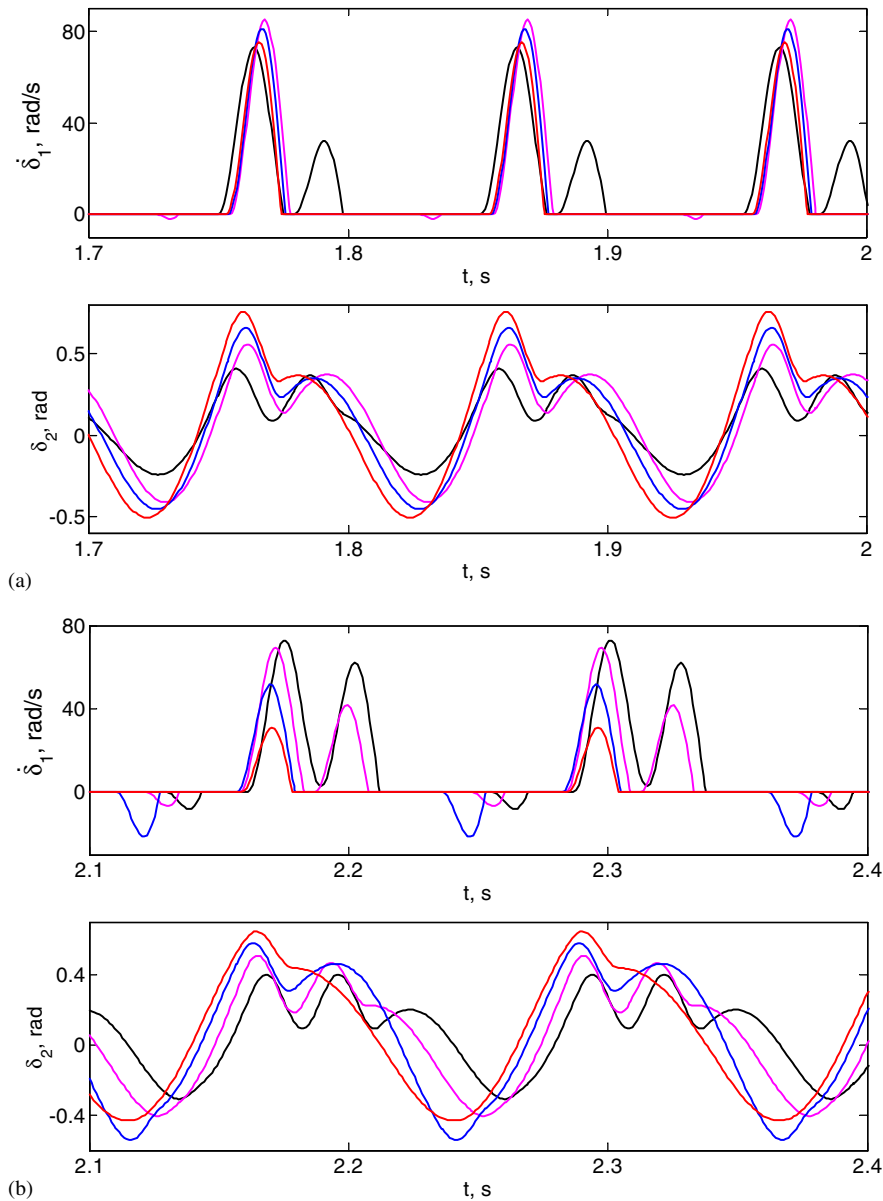 80
40
0
δ̇₁, rad/s
1.7 1.8 1.9 2
t, s
0.5
0
-0.5
δ₂, rad
1.7 1.8 1.9 2
t, s
(a)
80
40
0
δ̇₁, rad/s
2.1 2.2 2.3 2.4
t, s
0.4
0
-0.4
δ₂, rad
2.1 2.2 2.3 2.4
t, s
(b)